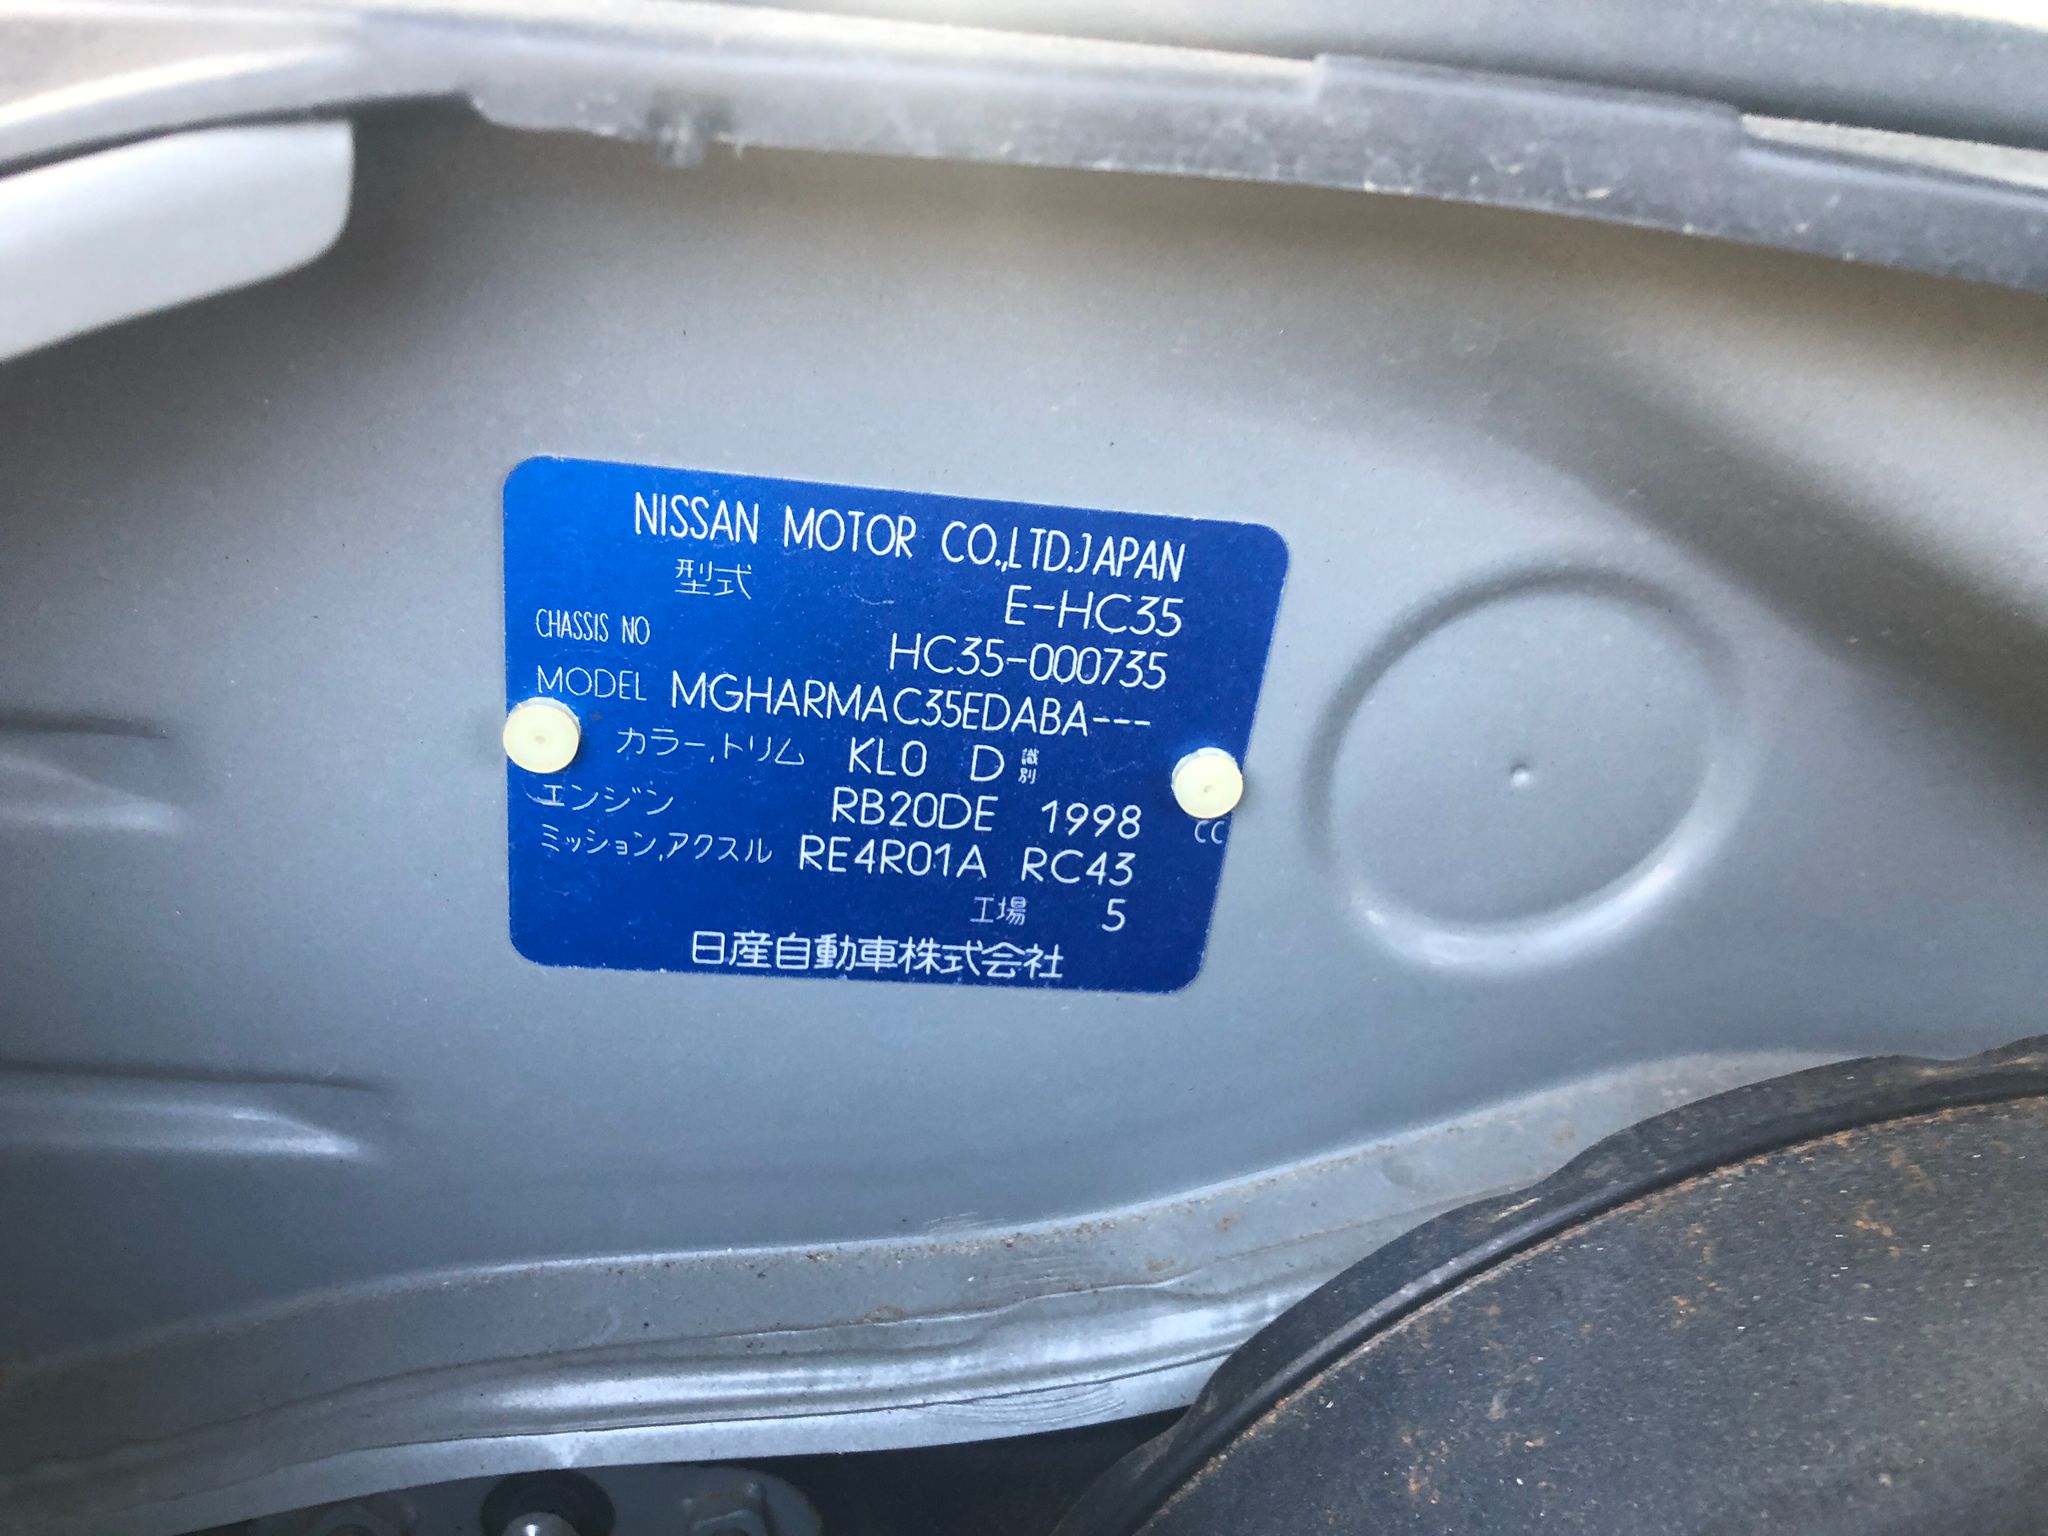 NISSAN MOTOR CO.,LTD.JAPAN
型式 E-HC35
CHASSIS NO HC35-000735
MODEL MGHARMAC35EDABA---
カラー,トリム KL0 D 識別
エンジン RB20DE 1998 CC
ミッション,アクスル RE4R01A RC43
工場 5
日産自動車株式会社